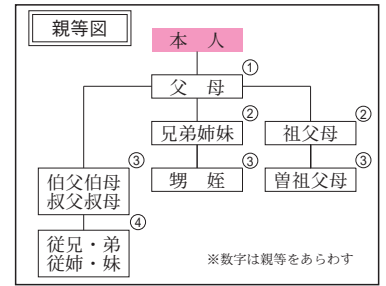 親等図
本人
①
父母
②
兄弟姉妹
②
祖父母
③
伯父伯母
叔父叔母
③
甥姪
③
曽祖父母
④
従兄・弟
従姉・妹
※数字は親等をあらわす